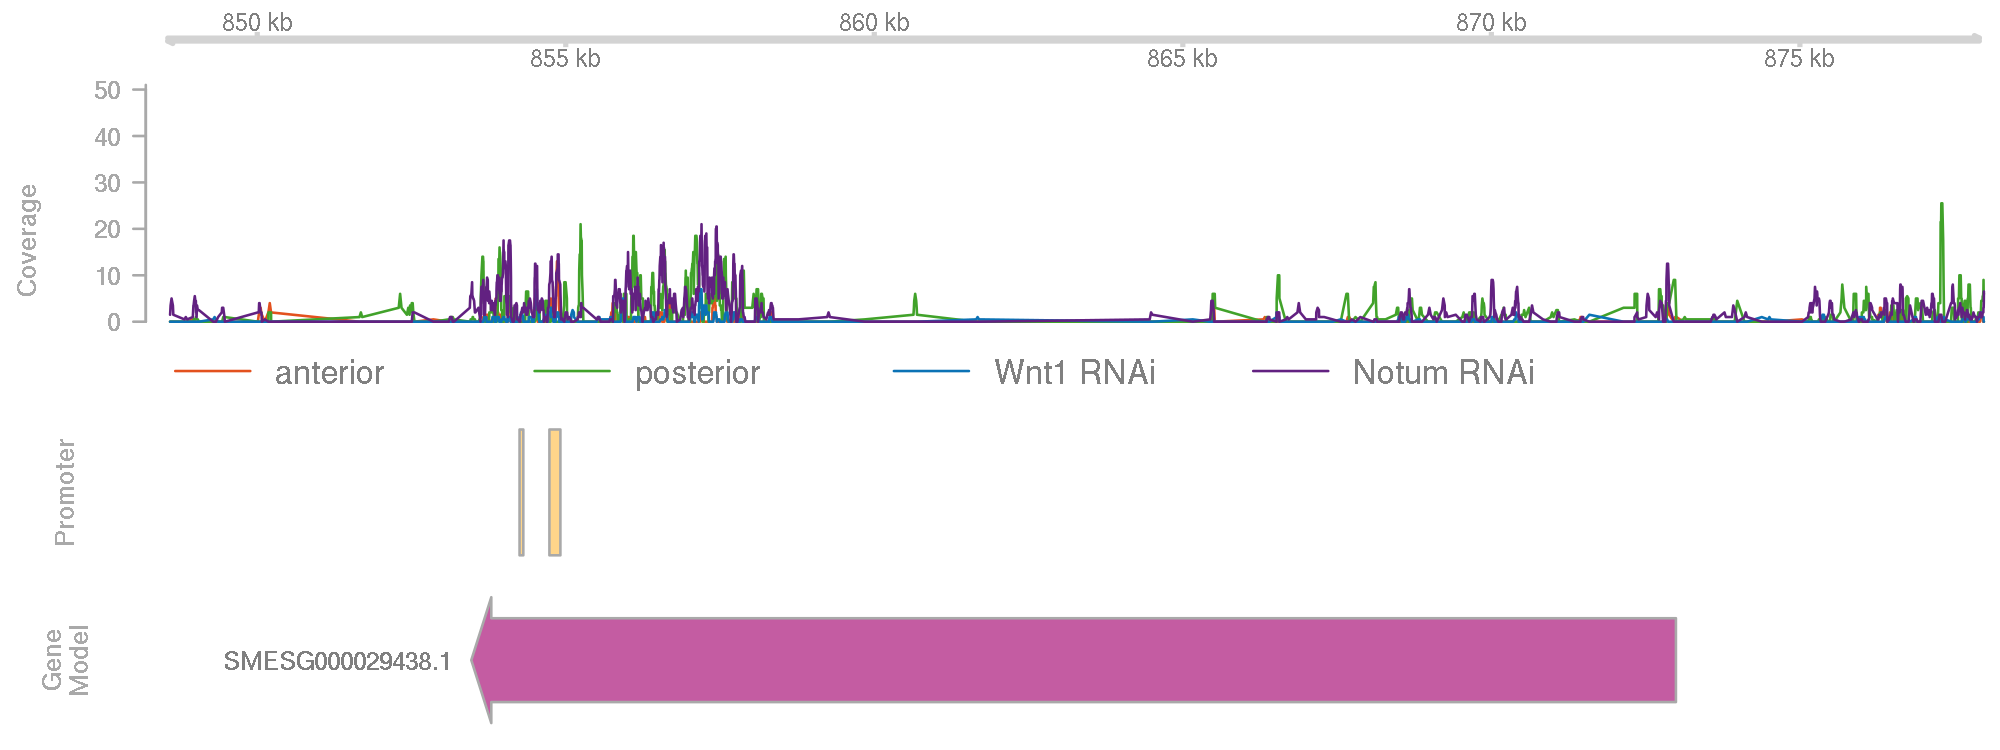 850 kb 860 kb 870 kb
855 kb 865 kb 875 kb
Coverage
50
40
30
20
10
0
anterior posterior Wnt1 RNAi Notum RNAi
Promoter
Gene
Model
SMESG000029438.1